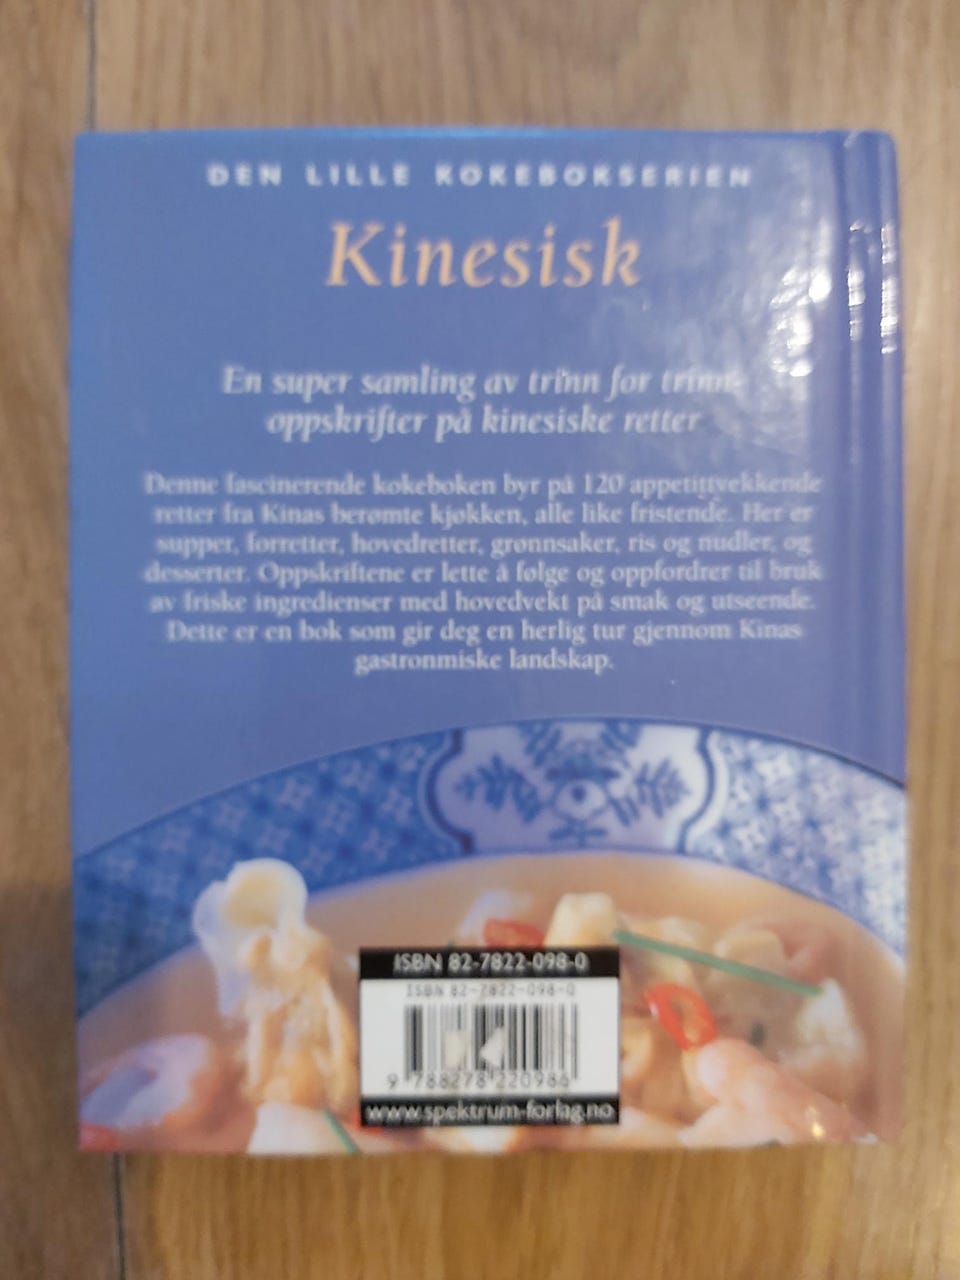 DEN LILLE KOKEBOKSERIEN
Kinesisk
En super samling av trinn for trinn-
oppskrifter på kinesiske retter
Denne fascinerende kokeboken byr på 120 appetittvekkende
retter fra Kinas berømte kjøkken, alle like fristende. Her er
supper, forretter, hovedretter, grønnsaker, ris og nudler, og
desserter. Oppskriftene er lette å følge og oppfordrer til bruk
av friske ingredienser med hovedvekt på smak og utseende.
Dette er en bok som gir deg en herlig tur gjennom Kinas
gastronmiske landskap.
ISBN 82-7822-098-0
ISBN 82-7822-098-0
9 788278 220986
www.spektrum-forlag.no